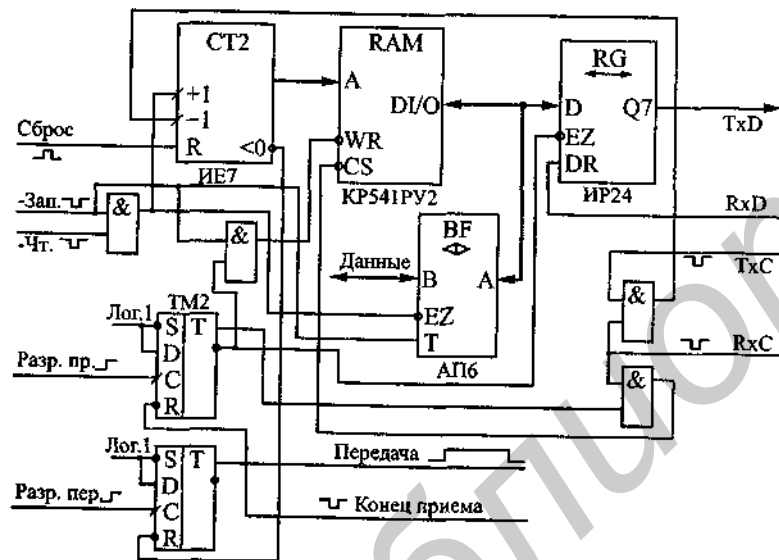 CT2
+1
-1
R
<0
ИЕ7
RAM
A
DI/O
WR
CS
КР541РУ2
RG
D
Q7
EZ
DR
ИР24
TxD
RxD
TxC
RxC
Сброс
-Зап.
-Чт.
&
&
BF
Данные
B
A
EZ
T
АП6
&
&
ТМ2
Лог.1
S
T
D
C
R
Разр. пр.
Лог.1
S
T
D
C
R
Разр. пер.
Передача
Конец приема